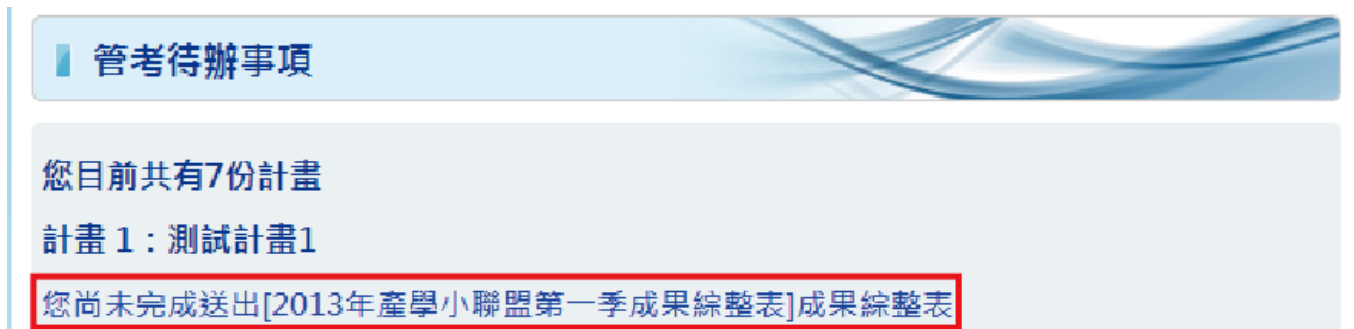 管考待辦事項
您目前共有7份計畫
計畫 1：測試計畫1
您尚未完成送出[2013年產學小聯盟第一季成果綜整表]成果綜整表